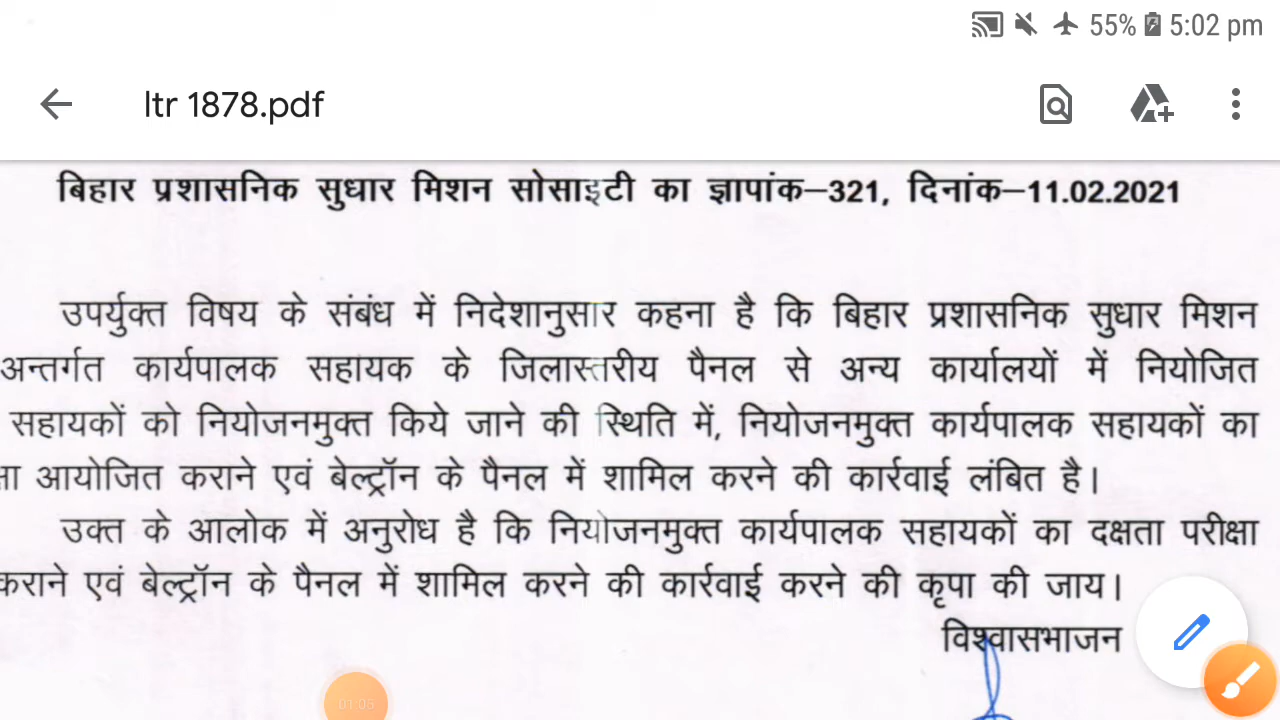 55% 5:02 pm
ltr 1878.pdf
बिहार प्रशासनिक सुधार मिशन सोसाइटी का ज्ञापांक–321, दिनांक–11.02.2021
उपर्युक्त विषय के संबंध में निदेशानुसार कहना है कि बिहार प्रशासनिक सुधार मिशन
अन्तर्गत कार्यपालक सहायक के जिलास्तरीय पैनल से अन्य कार्यालयों में नियोजित
सहायकों को नियोजनमुक्त किये जाने की स्थिति में, नियोजनमुक्त कार्यपालक सहायकों का
आयोजित कराने एवं बेल्ट्रॉन के पैनल में शामिल करने की कार्रवाई लंबित है।
उक्त के आलोक में अनुरोध है कि नियोजनमुक्त कार्यपालक सहायकों का दक्षता परीक्षा
कराने एवं बेल्ट्रॉन के पैनल में शामिल करने की कार्रवाई करने की कृपा की जाय।
विश्वासभाजन
01:08